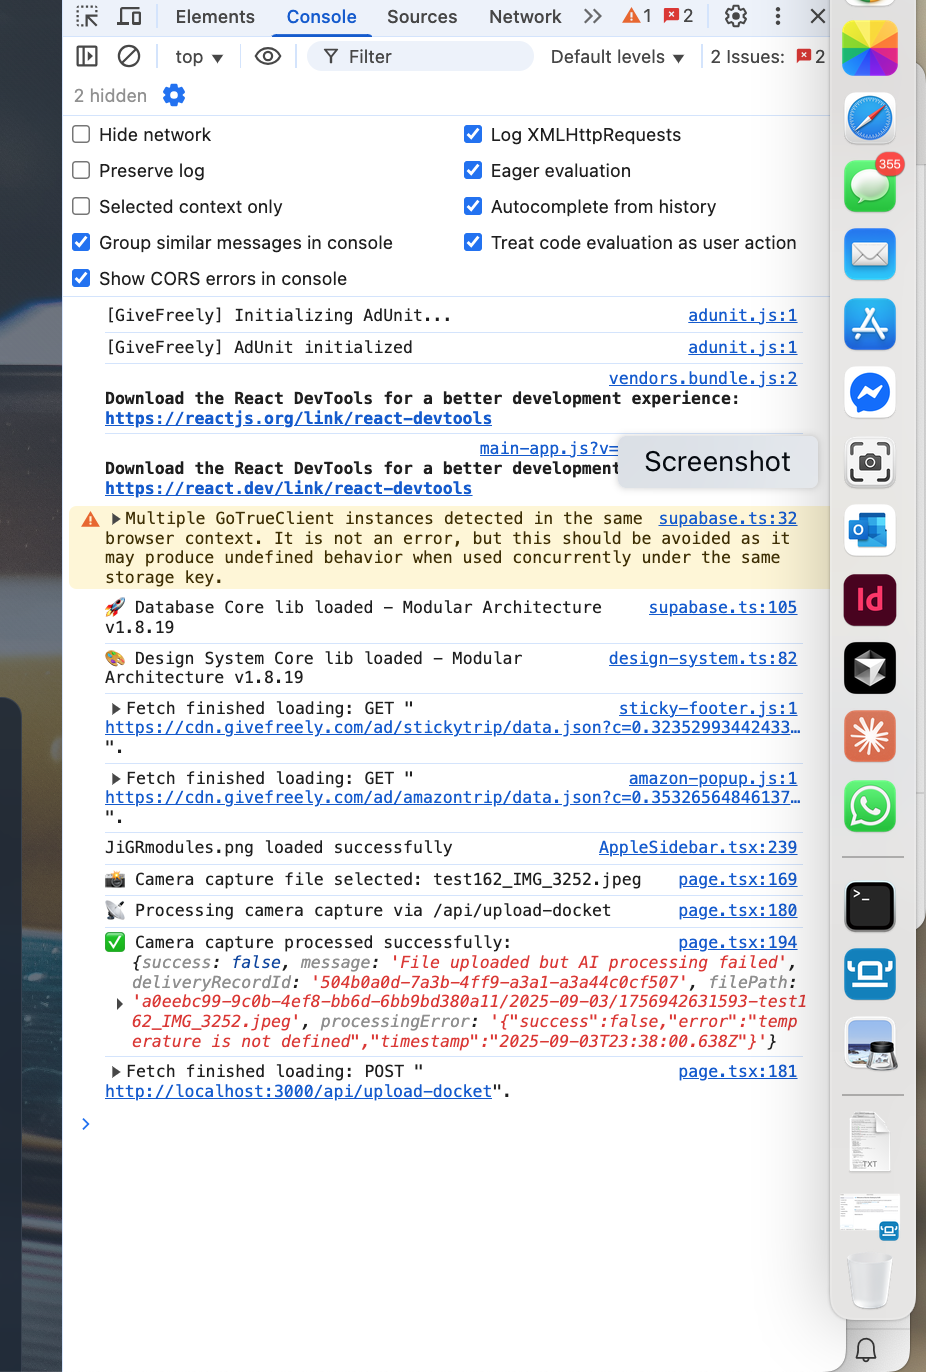 Elements Console Sources Network 1 2
top Filter Default levels 2 Issues: 2
2 hidden
Hide network Log XMLHttpRequests
Preserve log Eager evaluation
Selected context only Autocomplete from history
Group similar messages in console Treat code evaluation as user action
Show CORS errors in console
[GiveFreely] Initializing AdUnit... adunit.js:1
[GiveFreely] AdUnit initialized adunit.js:1
vendors.bundle.js:2
Download the React DevTools for a better development experience:
https://reactjs.org/link/react-devtools
main-app.js?v=
Download the React DevTools for a better development
https://react.dev/link/react-devtools
Screenshot
Multiple GoTrueClient instances detected in the same supabase.ts:32
browser context. It is not an error, but this should be avoided as it
may produce undefined behavior when used concurrently under the same
storage key.
🚀 Database Core lib loaded – Modular Architecture supabase.ts:105
v1.8.19
🎨 Design System Core lib loaded – Modular design-system.ts:82
Architecture v1.8.19
Fetch finished loading: GET " sticky-footer.js:1
https://cdn.givefreely.com/ad/stickytrip/data.json?c=0.32352993442433…
".
Fetch finished loading: GET " amazon-popup.js:1
https://cdn.givefreely.com/ad/amazontrip/data.json?c=0.35326564846137…
".
JiGRmodules.png loaded successfully AppleSidebar.tsx:239
📸 Camera capture file selected: test162_IMG_3252.jpeg page.tsx:169
📡 Processing camera capture via /api/upload-docket page.tsx:180
✅ Camera capture processed successfully: page.tsx:194
{success: false, message: 'File uploaded but AI processing failed',
deliveryRecordId: '504b0a0d-7a3b-4ff9-a3a1-a3a44c0cf507', filePath:
'a0eebc99-9c0b-4ef8-bb6d-6bb9bd380a11/2025-09-03/1756942631593-test1
62_IMG_3252.jpeg', processingError: '{"success":false,"error":"temp
erature is not defined","timestamp":"2025-09-03T23:38:00.638Z"}'}
Fetch finished loading: POST " page.tsx:181
http://localhost:3000/api/upload-docket".
355
Id
>_
TXT